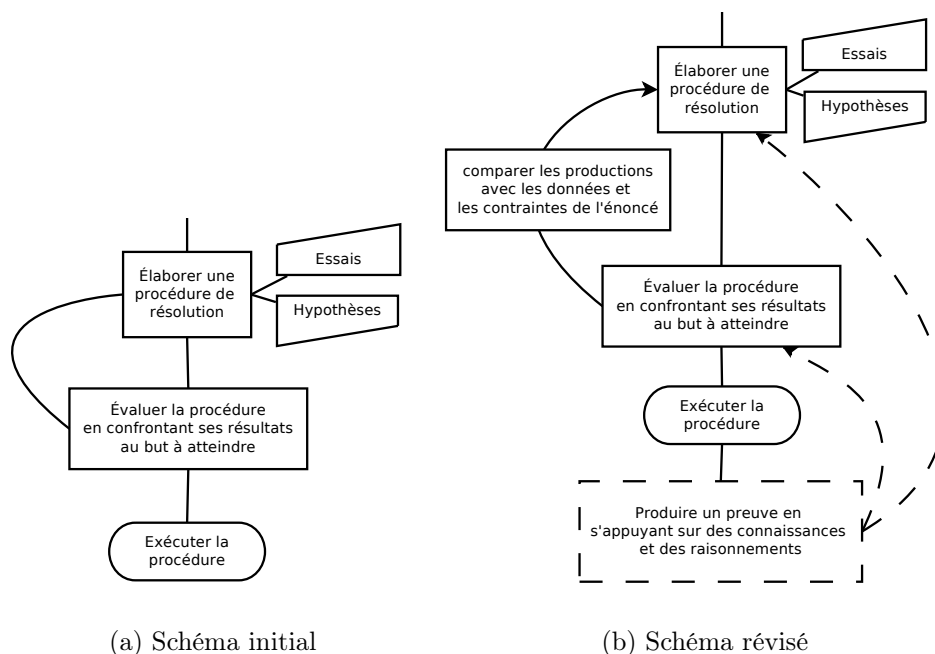 Élaborer une
procédure de
résolution
Essais
Hypothèses
Évaluer la procédure
en confrontant ses résultats
au but à atteindre
Exécuter la
procédure
(a) Schéma initial
Élaborer une
procédure de
résolution
Essais
Hypothèses
comparer les productions
avec les données et
les contraintes de l'énoncé
Évaluer la procédure
en confrontant ses résultats
au but à atteindre
Exécuter la
procédure
Produire un preuve en
s'appuyant sur des connaissances
et des raisonnements
(b) Schéma révisé